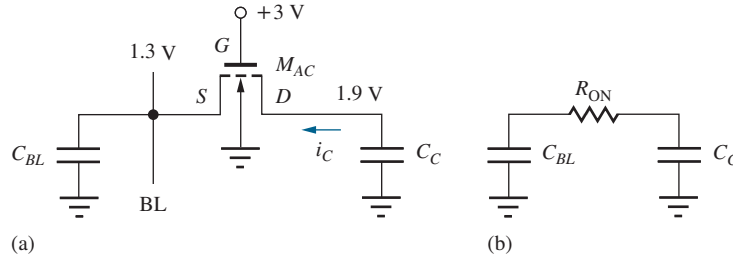 +3 V
G
1.3 V
M_AC
S
D
1.9 V
C_BL
i_C
C_C
BL
(a)
R_ON
C_BL
C_C
(b)